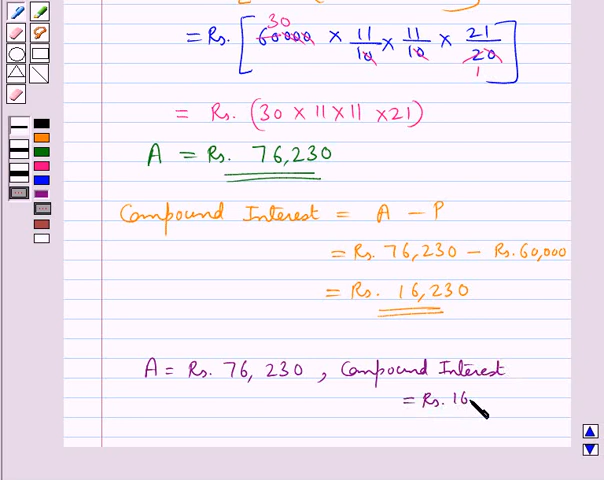 = Rs. [ 60000 × 11/10 × 11/10 × 21/20 ]
30
1
= Rs. (30 × 11 × 11 × 21)
A = Rs. 76,230
Compound Interest = A – P
= Rs. 76,230 – Rs. 60,000
= Rs. 16,230
A = Rs. 76, 230 , Compound Interest
= Rs. 16